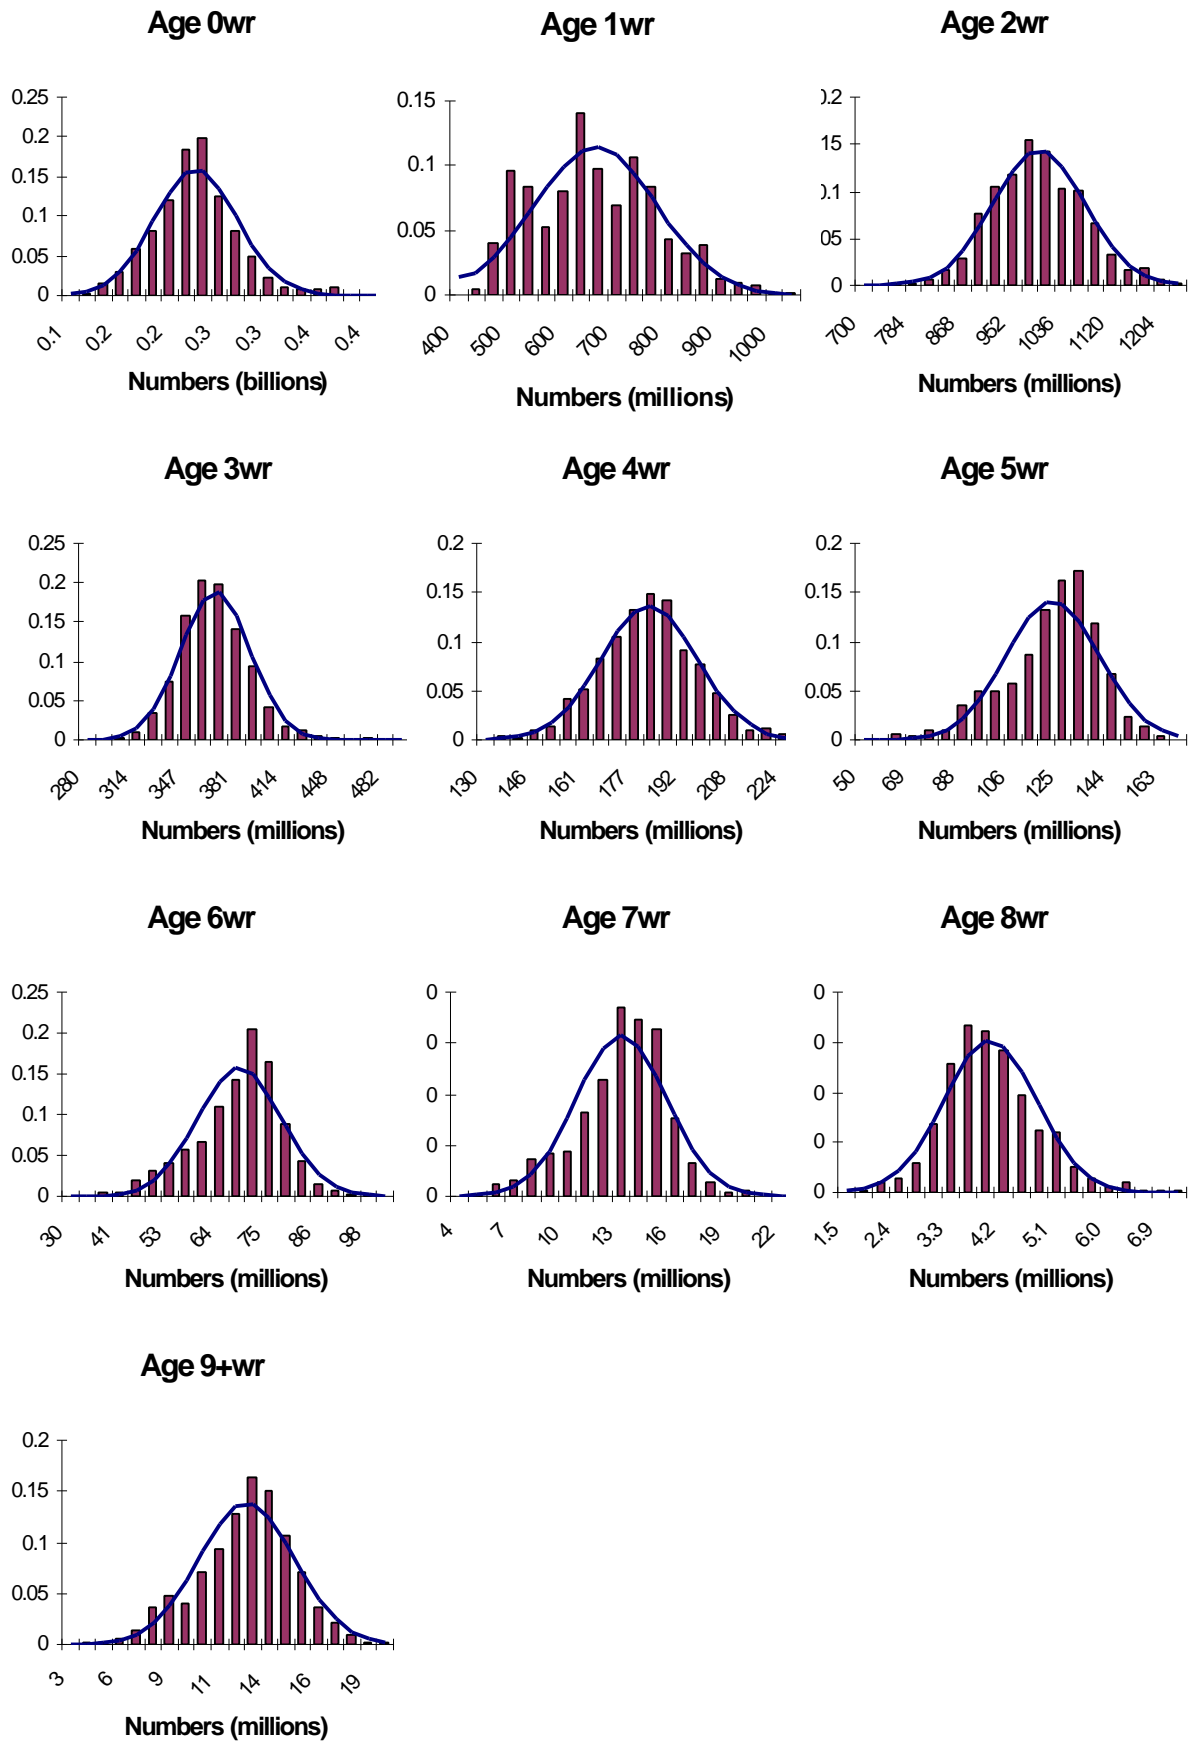 Age 0wr
0.25
0.2
0.15
0.1
0.05
0
0.1 0.2 0.2 0.3 0.3 0.4 0.4
Numbers (billions)
Age 1wr
0.15
0.1
0.05
0
400 500 600 700 800 900 1000
Numbers (millions)
Age 2wr
0.2
15
0.1
05
0
700 784 868 952 1036 1120 1204
Numbers (millions)
Age 3wr
0.25
0.2
0.15
0.1
0.05
0
280 314 347 381 414 448 482
Numbers (millions)
Age 4wr
0.2
0.15
0.1
0.05
0
130 146 161 177 192 208 224
Numbers (millions)
Age 5wr
0.2
0.15
0.1
0.05
0
50 69 88 106 125 144 163
Numbers (millions)
Age 6wr
0.25
0.2
0.15
0.1
0.05
0
30 41 53 64 75 86 98
Numbers (millions)
Age 7wr
0
0
0
0
0
4 7 10 13 16 19 22
Numbers (millions)
Age 8wr
0
0
0
0
0
1.5 2.4 3.3 4.2 5.1 6.0 6.9
Numbers (millions)
Age 9+wr
0.2
0.15
0.1
0.05
0
3 6 9 11 14 16 19
Numbers (millions)